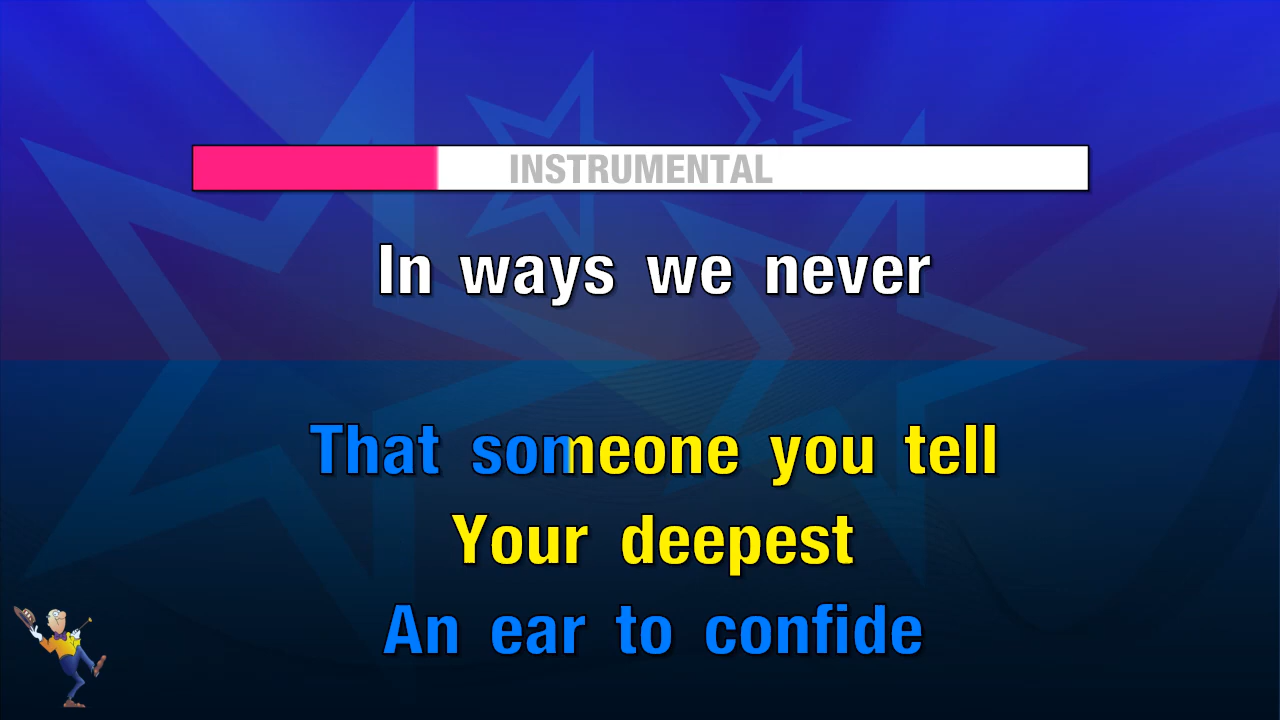 INSTRUMENTAL
In ways we never
That someone you tell
Your deepest
An ear to confide